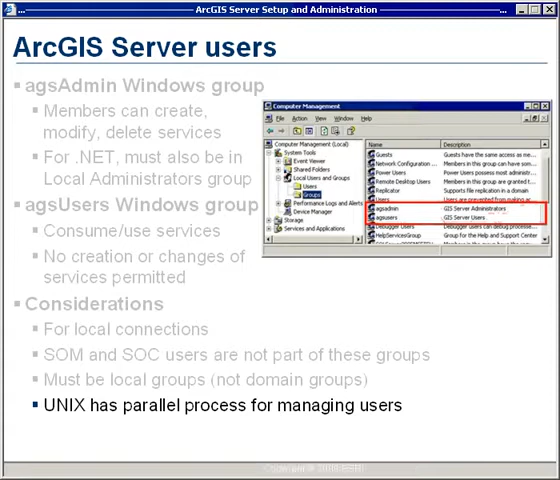 ArcGIS Server Setup and Administration
ArcGIS Server users
agsAdmin Windows group
Members can create,
modify, delete services
For .NET, must also be in
Local Administrators group
agsUsers Windows group
Consume/use services
No creation or changes of
services permitted
Considerations
For local connections
SOM and SOC users are not part of these groups
Must be local groups (not domain groups)
UNIX has parallel process for managing users
Computer Management
File Action View Window Help
Computer Management (Local)
System Tools
Event Viewer
Shared Folders
Local Users and Groups
Users
Groups
Performance Logs and Alerts
Device Manager
Storage
Services and Applications
Name Description
Guests Guests have the same access as me...
Network Configuration ... Members in this group can have som...
Power Users Power Users possess most administr...
Remote Desktop Users Members in this group are granted t...
Replicator Supports file replication in a domain
Users Users are prevented from making ac...
agsadmin GIS Server Administrators
agsusers GIS Server Users
Debugger Users Debugger Users can debug processe...
HelpServicesGroup Group for the Help and Support Center